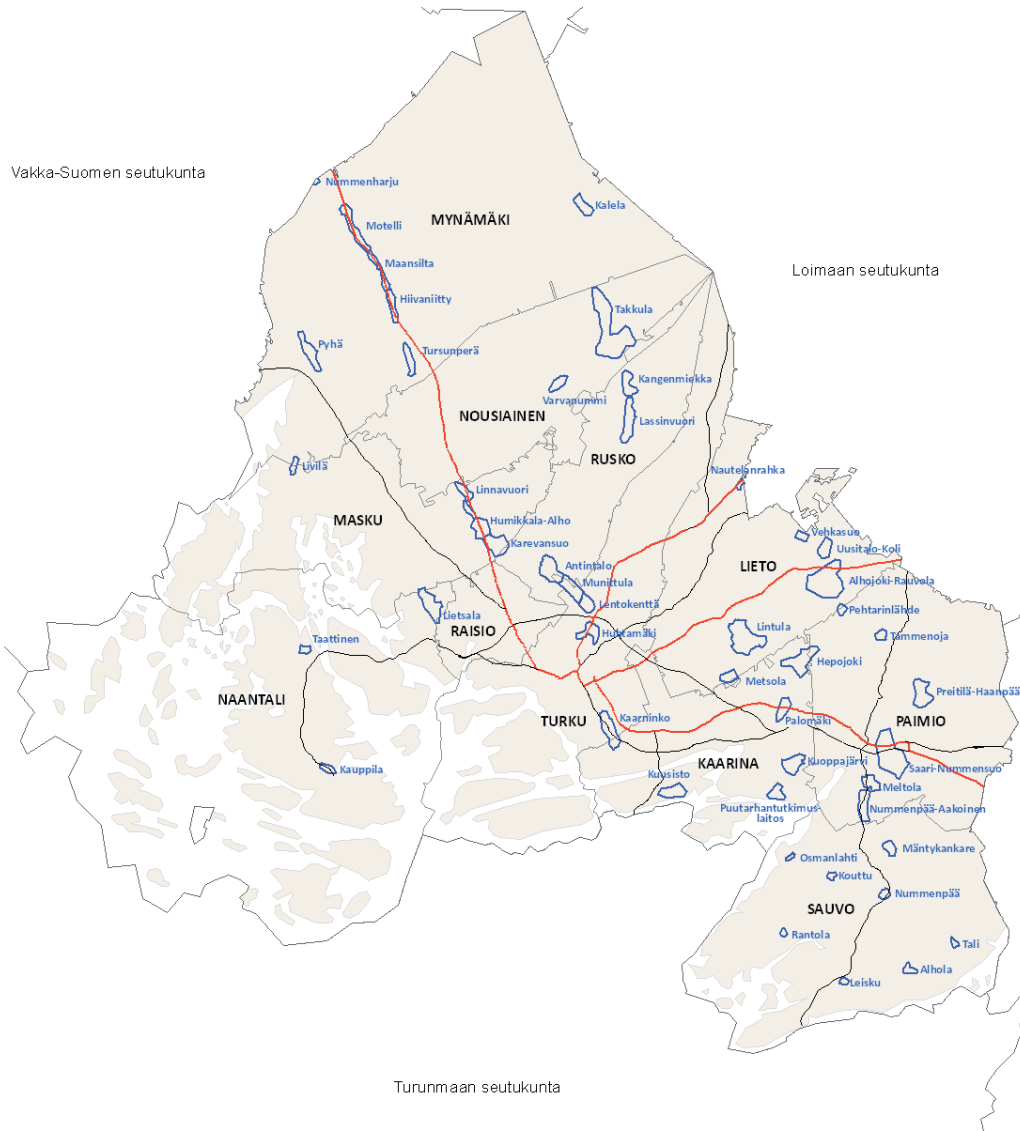 Vakka-Suomen seutukunta
Nummenharju
Kalela
MYNÄMÄKI
Motelli
Maansilta
Loimaan seutukunta
Hiivaniitty
Takkula
Pyhä
Tursunperä
Kangenmiekka
Varvanummi
NOUSIAINEN
Lassinvuori
RUSKO
Livilä
Nautelanrahka
Linnavuori
MASKU
Humikkala-Alho
Vehkasuo
Uusitalo-Koli
Karevansuo
Antintalo
LIETO
Munittula
Alhojoki-Rauvola
Lentokenttä
Pehtarinlähde
Lietsala
Lintula
RAISIO
Huhtamäki
Tammenoja
Taattinen
Hepojoki
Metsola
Preitilä-Haanpää
NAANTALI
TURKU
Kaarninko
Palomäki
PAIMIO
KAARINA
Kuoppajärvi
Kauppila
Saari-Nummensuo
Kuusisto
Meltola
Puutarhantutkimus-
laitos
Nummenpää-Aakoinen
Mäntykankare
Osmanlahti
Kouttu
Nummenpää
SAUVO
Rantola
Tali
Alhola
Leisku
Turunmaan seutukunta